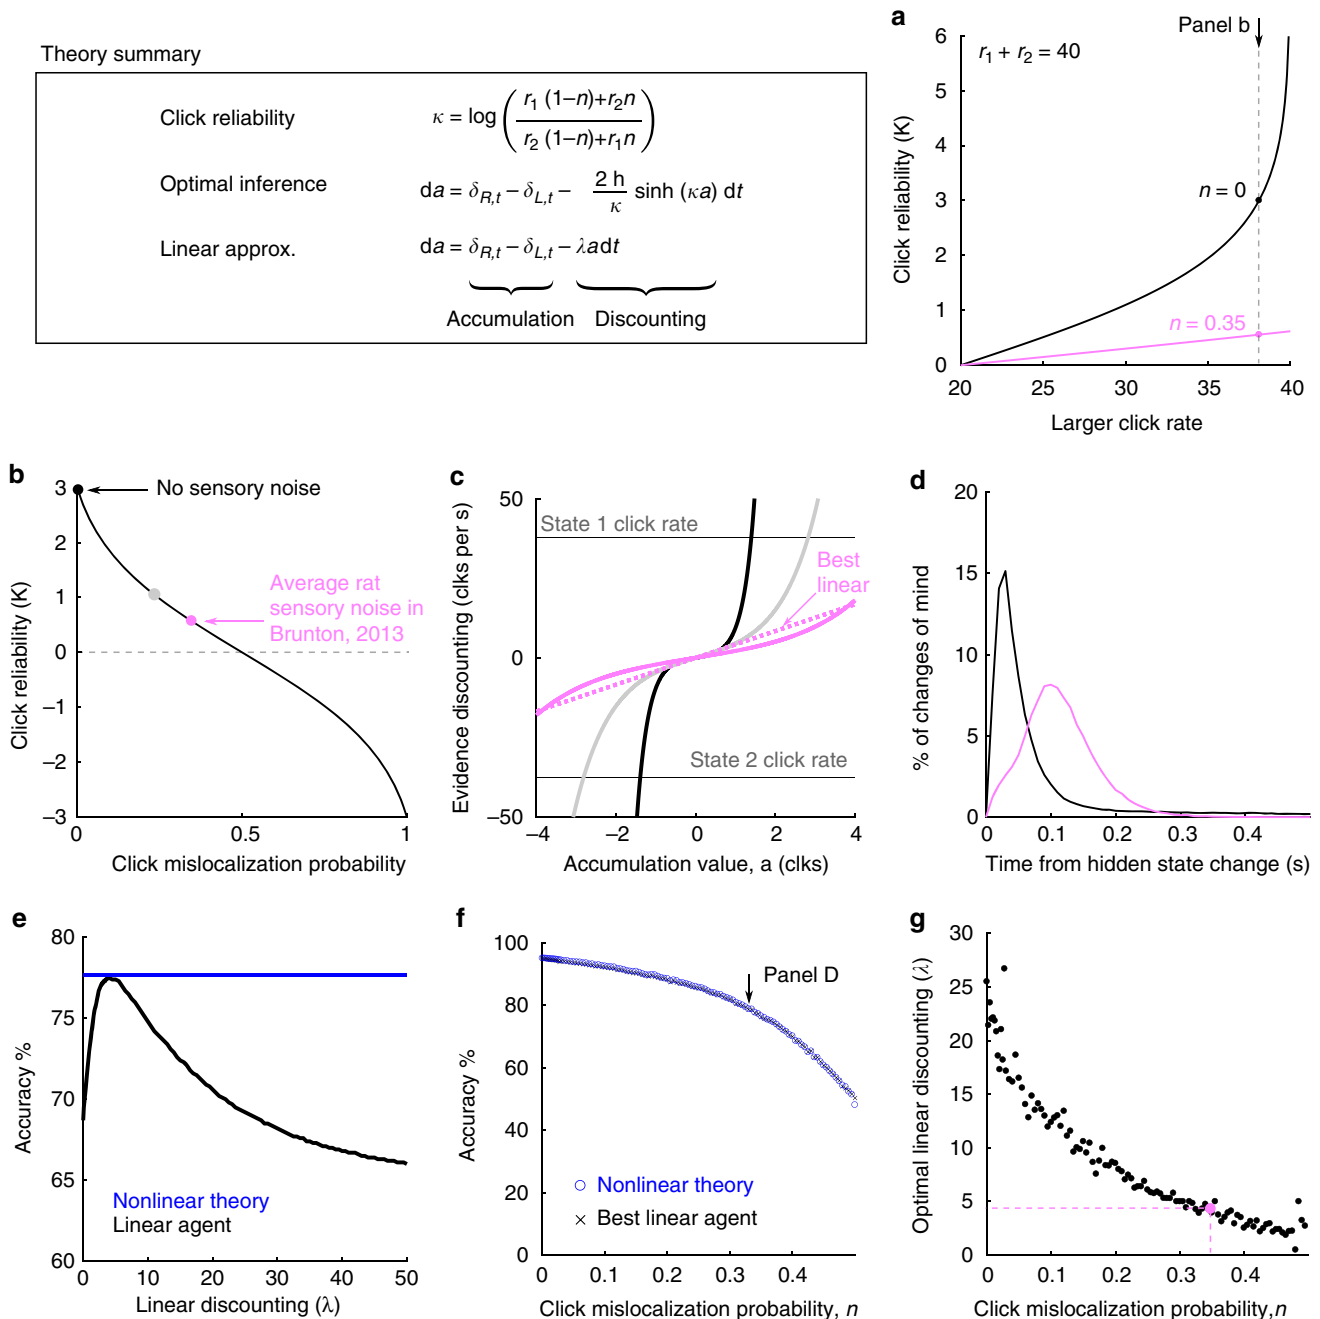 Theory summary
Click reliability κ = log ( r1 (1–n)+r2n / r2 (1–n)+r1n )
Optimal inference da = δR,t – δL,t – 2 h / κ sinh (κa) dt
Linear approx. da = δR,t – δL,t – λadt
Accumulation Discounting
a
Panel b
r1 + r2 = 40
Click reliability (K)
6
5
4
3
2
1
0
n = 0
n = 0.35
20 25 30 35 40
Larger click rate
b
No sensory noise
Average rat
sensory noise in
Brunton, 2013
Click reliability (K)
3
2
1
0
–1
–2
–3
0 0.5 1
Click mislocalization probability
c
Evidence discounting (clks per s)
50
0
–50
State 1 click rate
Best
linear
State 2 click rate
–4 –2 0 2 4
Accumulation value, a (clks)
d
% of changes of mind
20
15
10
5
0
0 0.1 0.2 0.3 0.4
Time from hidden state change (s)
e
Accuracy %
80
75
70
65
60
Nonlinear theory
Linear agent
0 10 20 30 40 50
Linear discounting (λ)
f
Accuracy %
100
80
60
40
20
0
Panel D
Nonlinear theory
Best linear agent
0 0.1 0.2 0.3 0.4
Click mislocalization probability, n
g
Optimal linear discounting (λ)
30
25
20
15
10
5
0
0 0.1 0.2 0.3 0.4
Click mislocalization probability,n